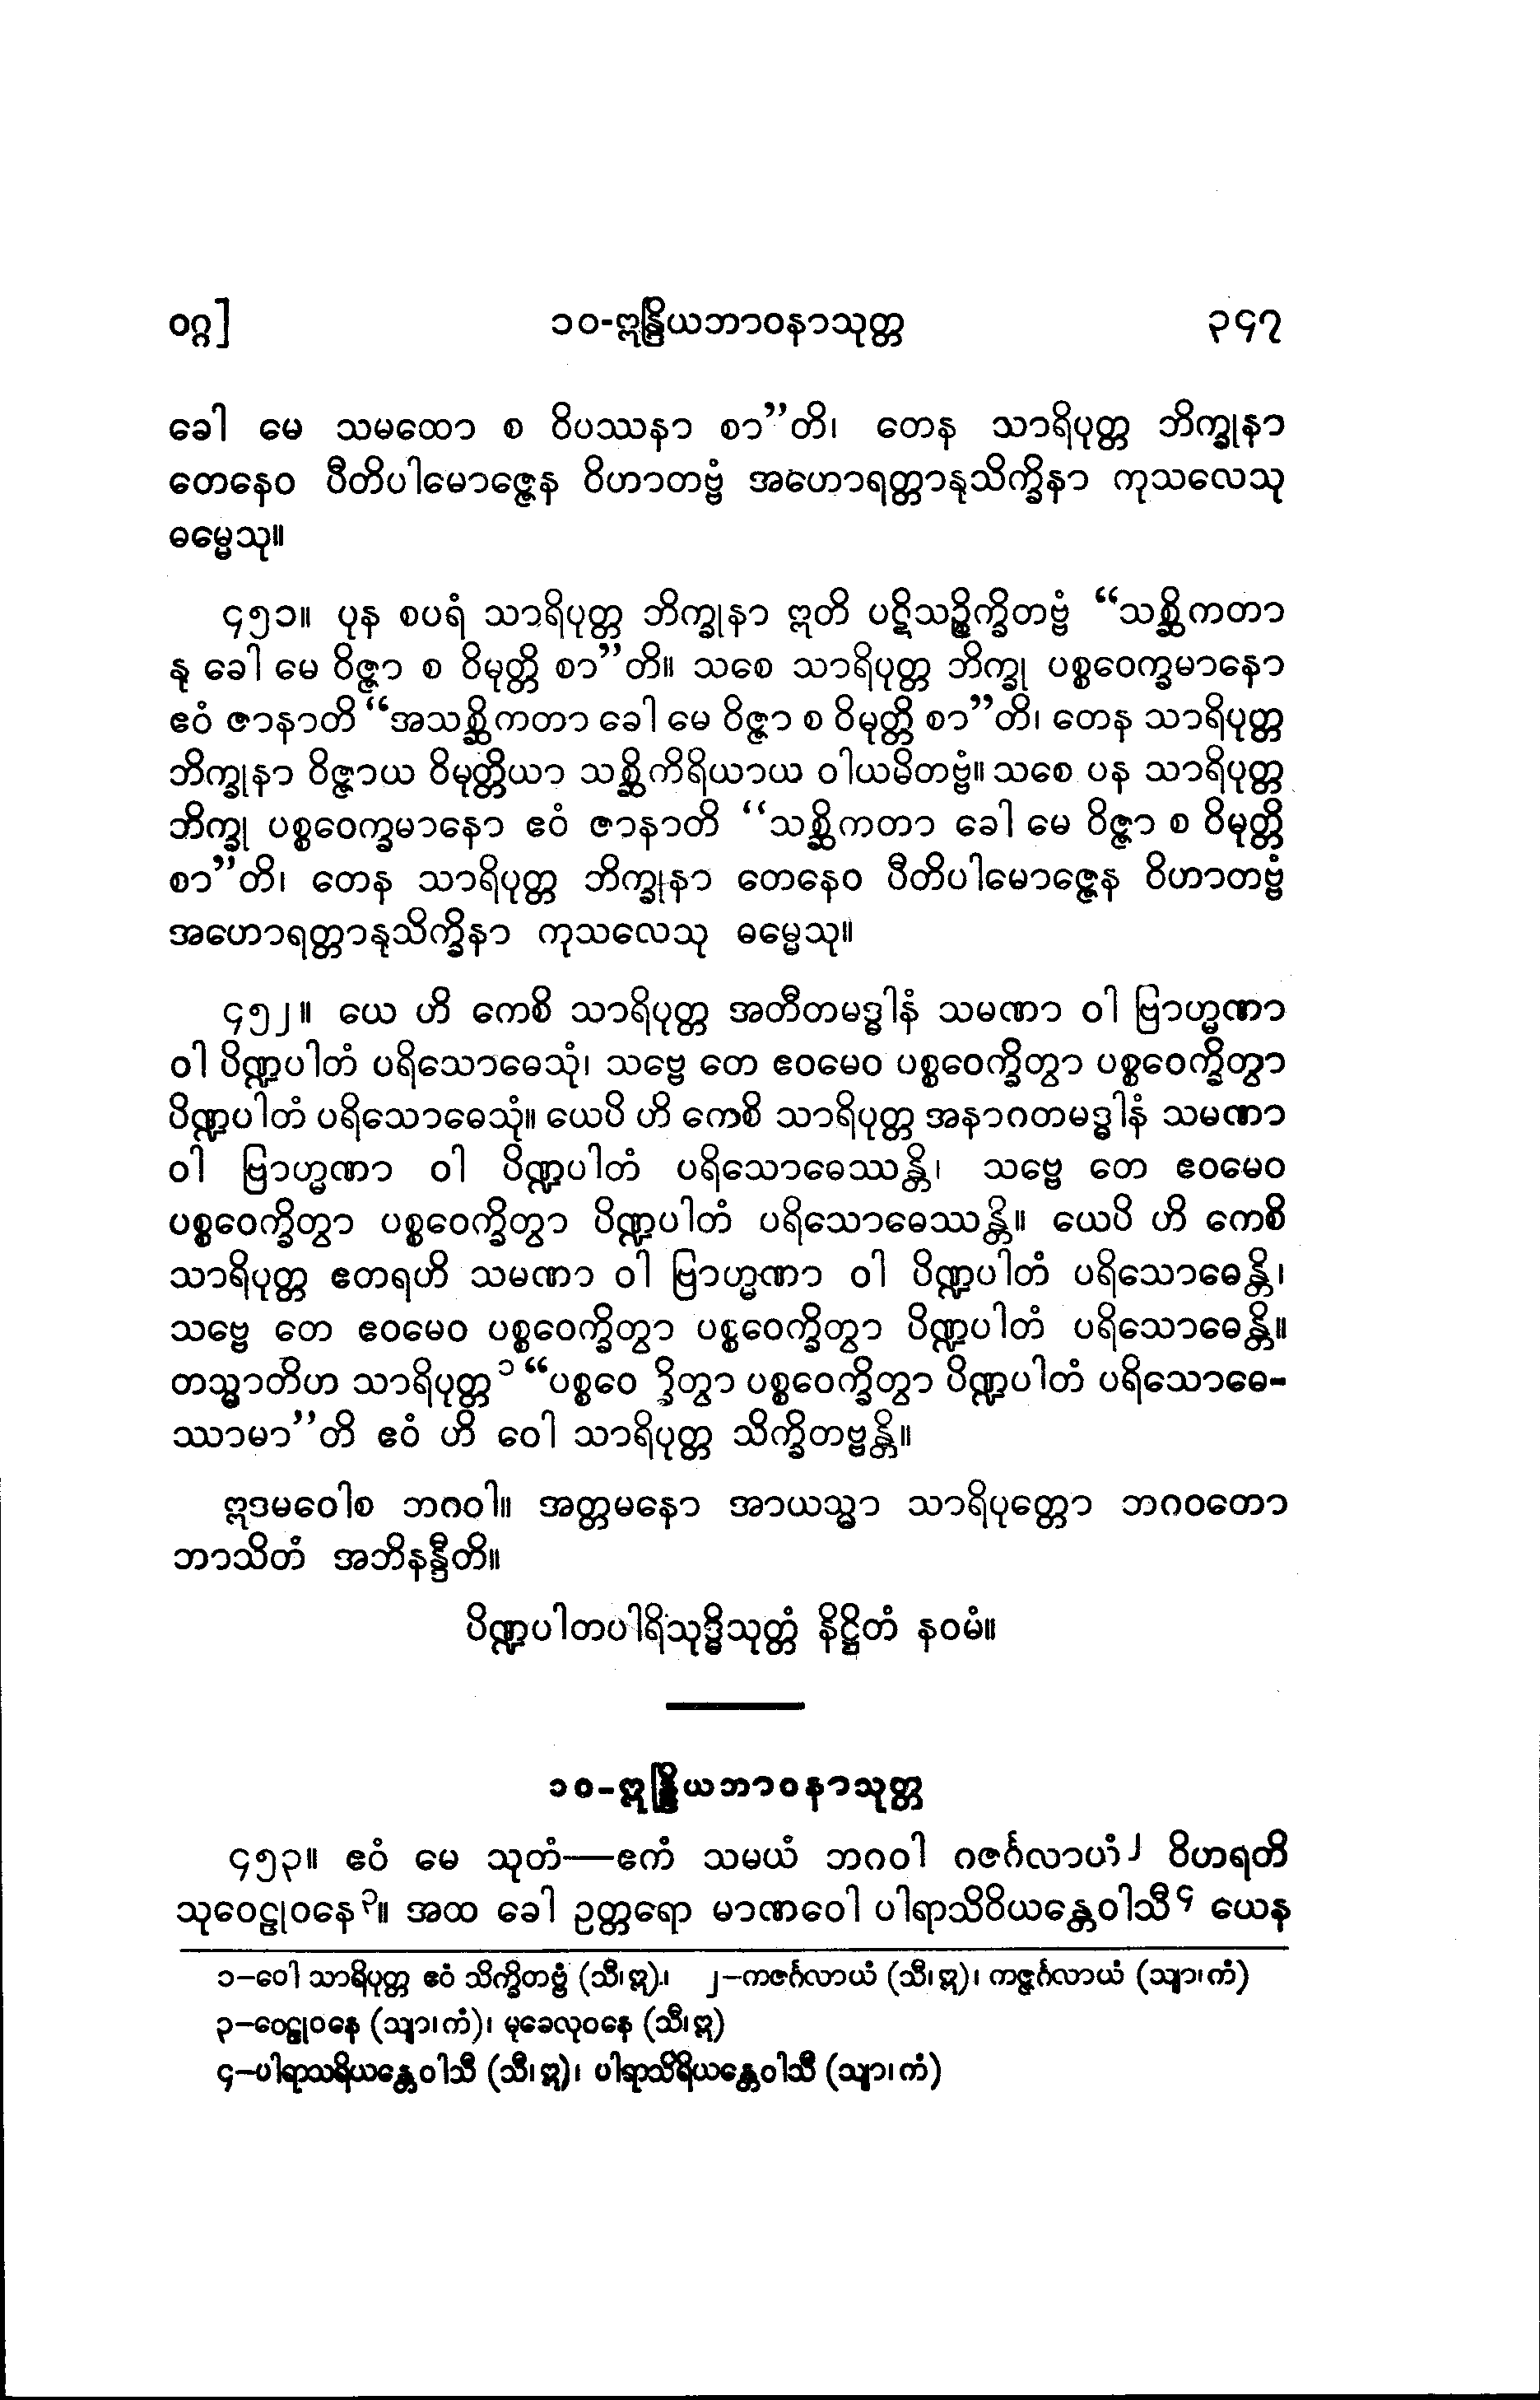 ဝဂ္ဂ]
၁၀-ဣန္ဒြိယဘာဝနာသုတ္တ
၃၄၇
ခေါ မေ သမထော စ ဝိပဿနာ စာ”တိ၊ တေန သာရိပုတ္တ ဘိက္ခုနာ
တေနေဝ ပီတိပါမောဇ္ဇေန ဝိဟာတဗ္ဗံ အဟောရတ္တာနုသိက္ခိနာ ကုသလေသု
ဓမ္မေသု။
၄၅၁။ ပုန စပရံ သာရိပုတ္တ ဘိက္ခုနာ ဣတိ ပဋိသဉ္စိက္ခိတဗ္ဗံ “သစ္ဆိကတာ
နု ခေါ မေ ဝိဇ္ဇာ စ ဝိမုတ္တိ စာ”တိ။ သစေ သာရိပုတ္တ ဘိက္ခု ပစ္စဝေက္ခမာနော
ဧဝံ ဇာနာတိ “အသစ္ဆိကတာ ခေါ မေ ဝိဇ္ဇာ စ ဝိမုတ္တိ စာ”တိ၊ တေန သာရိပုတ္တ
ဘိက္ခုနာ ဝိဇ္ဇာယ ဝိမုတ္တိယာ သစ္ဆိကိရိယာယ ဝါယမိတဗ္ဗံ။ သစေ ပန သာရိပုတ္တ
ဘိက္ခု ပစ္စဝေက္ခမာနော ဧဝံ ဇာနာတိ “သစ္ဆိကတာ ခေါ မေ ဝိဇ္ဇာ စ ဝိမုတ္တိ
စာ”တိ၊ တေန သာရိပုတ္တ ဘိက္ခုနာ တေနေဝ ပီတိပါမောဇ္ဇေန ဝိဟာတဗ္ဗံ
အဟောရတ္တာနုသိက္ခိနာ ကုသလေသု ဓမ္မေသု။
၄၅၂။ ယေ ဟိ ကေစိ သာရိပုတ္တ အတီတမဒ္ဓါနံ သမဏာ ဝါ ဗြာဟ္မဏာ
ဝါ ပိဏ္ဍပါတံ ပရိသောဓေသုံ၊ သဗ္ဗေ တေ ဧဝမေဝ ပစ္စဝေက္ခိတွာ ပစ္စဝေက္ခိတွာ
ပိဏ္ဍပါတံ ပရိသောဓေသုံ။ ယေပိ ဟိ ကေစိ သာရိပုတ္တ အနာဂတမဒ္ဓါနံ သမဏာ
ဝါ ဗြာဟ္မဏာ ဝါ ပိဏ္ဍပါတံ ပရိသောဓေဿန္တိ၊ သဗ္ဗေ တေ ဧဝမေဝ
ပစ္စဝေက္ခိတွာ ပစ္စဝေက္ခိတွာ ပိဏ္ဍပါတံ ပရိသောဓေဿန္တိ။ ယေပိ ဟိ ကေစိ
သာရိပုတ္တ ဧတရဟိ သမဏာ ဝါ ဗြာဟ္မဏာ ဝါ ပိဏ္ဍပါတံ ပရိသောဓေန္တိ၊
သဗ္ဗေ တေ ဧဝမေဝ ပစ္စဝေက္ခိတွာ ပစ္စဝေက္ခိတွာ ပိဏ္ဍပါတံ ပရိသောဓေန္တိ။
တသ္မာတိဟ သာရိပုတ္တ၁ “ပစ္စဝေက္ခိတွာ ပစ္စဝေက္ခိတွာ ပိဏ္ဍပါတံ ပရိသောဓေ-
ဿာမာ”တိ ဧဝံ ဟိ ဝေါ သာရိပုတ္တ သိက္ခိတဗ္ဗန္တိ။
ဣဒမဝေါစ ဘဂဝါ။ အတ္တမနော အာယသ္မာ သာရိပုတ္တော ဘဂဝတော
ဘာသိတံ အဘိနန္ဒီတိ။
ပိဏ္ဍပါတပါရိသုဒ္ဓိသုတ္တံ နိဋ္ဌိတံ နဝမံ။
၁၀-ဣန္ဒြိယဘာဝနာသုတ္တ
၄၅၃။ ဧဝံ မေ သုတံ—ဧကံ သမယံ ဘဂဝါ ဂဇင်္ဂလာယံ၂ ဝိဟရတိ
သုဝေဠုဝနေ၃။ အထ ခေါ ဥတ္တရော မာဏဝေါ ပါရာသိဝိယန္တေဝါသီ၄ ယေန
၁–ဝေါ သာရိပုတ္တ ဧဝံ သိက္ခိတဗ္ဗံ (သီ၊ ဣ)၊ ၂–ကဇင်္ဂလာယံ (သီ၊ ဣ)၊ ကဇ္ဇင်္ဂလာယံ (သျာ၊ ကံ)
၃–ဝေဠုဝနေ (သျာ၊ ကံ)၊ မုခေလုဝနေ (သီ၊ ဣ)
၄–ပါရာသရိယန္တေဝါသီ (သီ၊ ဣ)၊ ပါရာသိရိယန္တေဝါသီ (သျာ၊ ကံ)